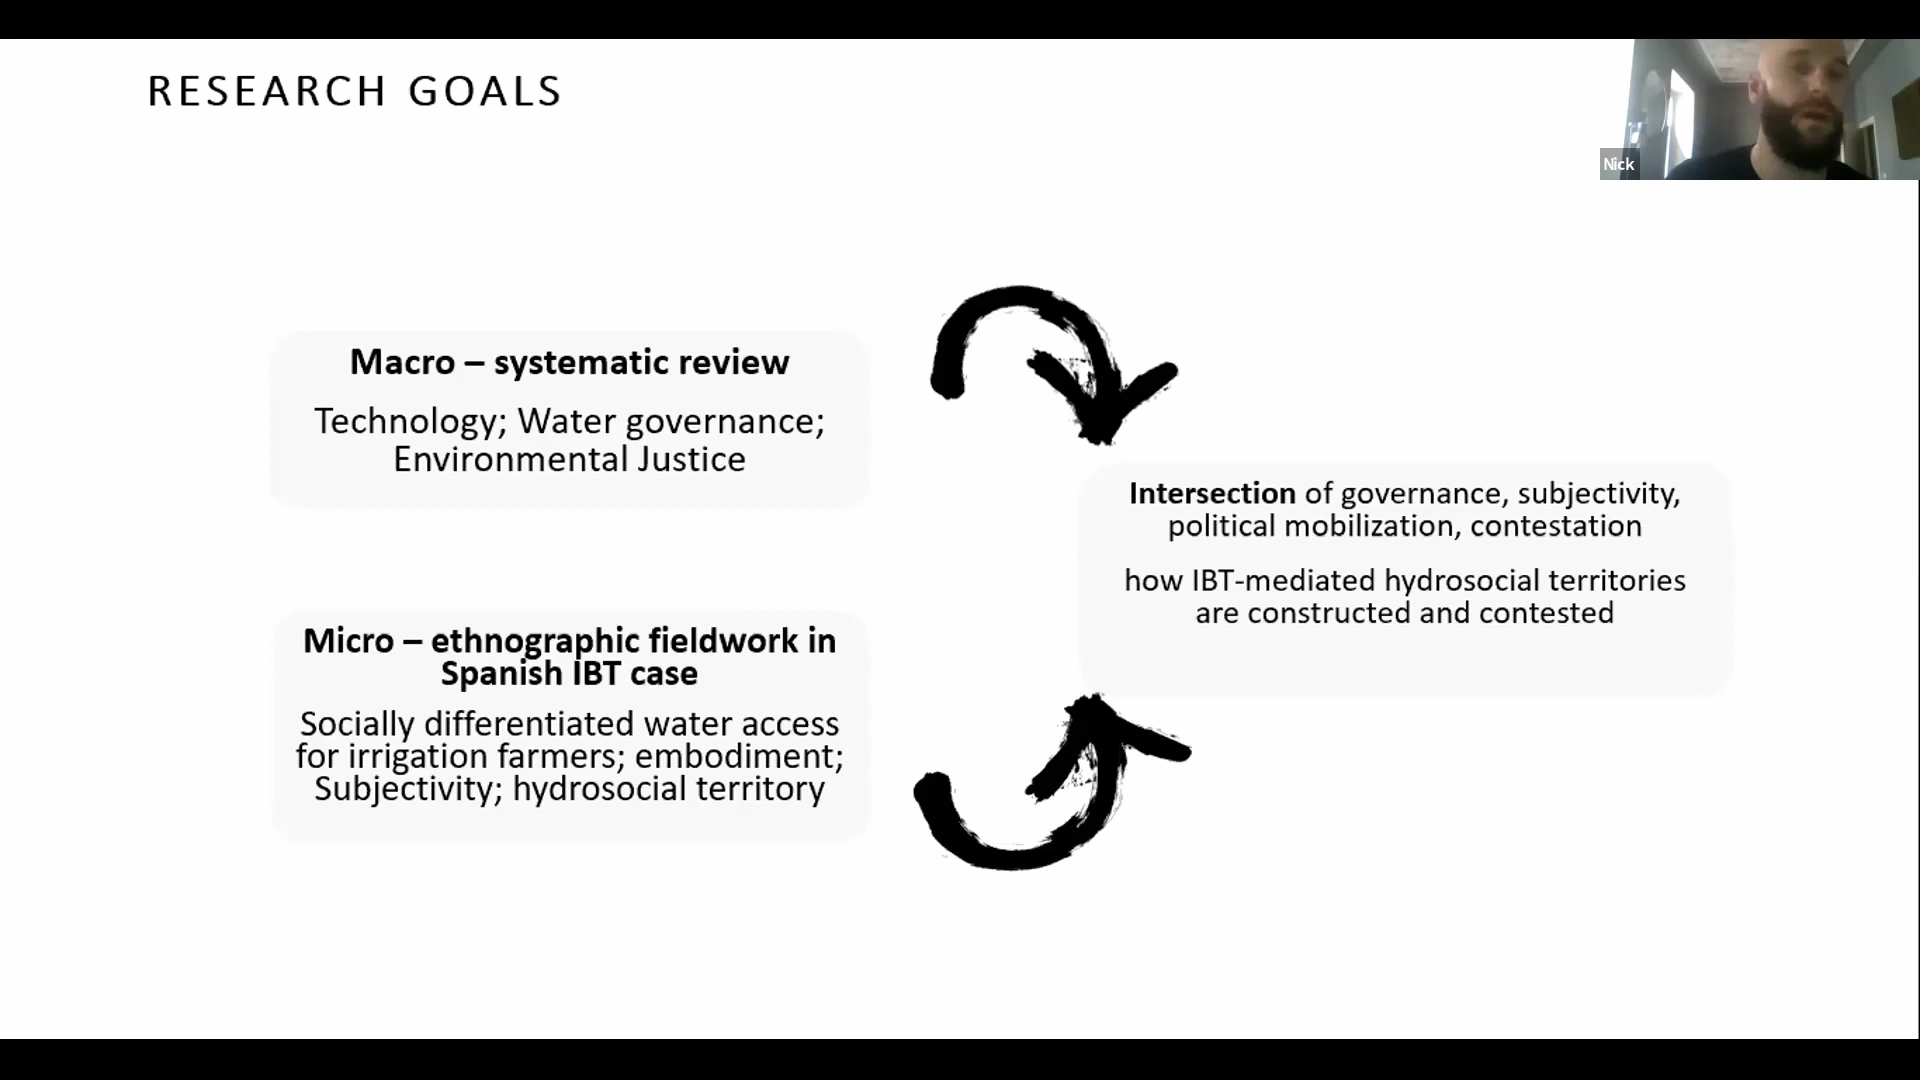 RESEARCH GOALS
Nick
Macro – systematic review
Technology; Water governance;
Environmental Justice
Micro – ethnographic fieldwork in
Spanish IBT case
Socially differentiated water access
for irrigation farmers; embodiment;
Subjectivity; hydrosocial territory
Intersection of governance, subjectivity,
political mobilization, contestation
how IBT-mediated hydrosocial territories
are constructed and contested